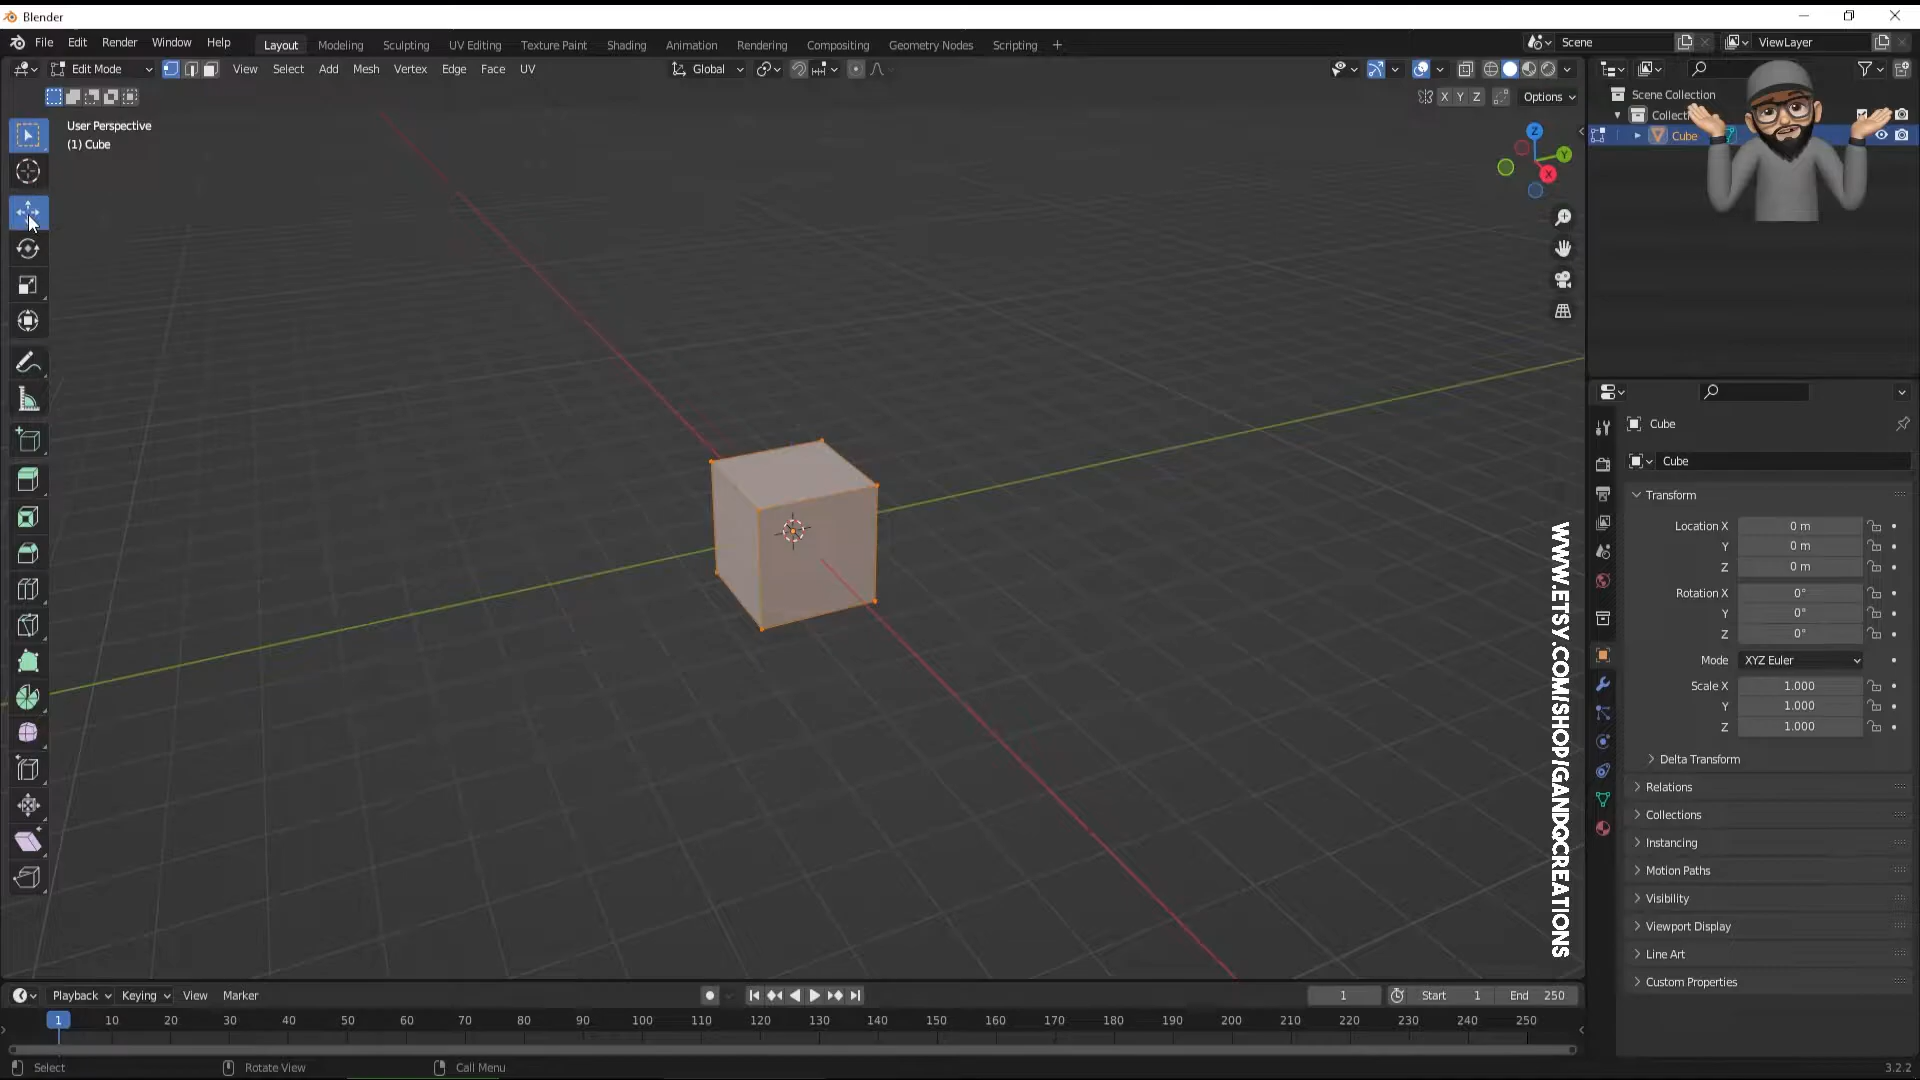 Blender
File Edit Render Window Help
Layout Modeling Sculpting UV Editing Texture Paint Shading Animation Rendering Compositing Geometry Nodes Scripting +
Scene
ViewLayer
Edit Mode
View Select Add Mesh Vertex Edge Face UV
Global
X Y Z
Options
User Perspective
(1) Cube
Z
Y
X
Scene Collection
Collecti
Cube
Cube
Cube
Transform
Location X 0 m
Y 0 m
Z 0 m
Rotation X 0°
Y 0°
Z 0°
Mode XYZ Euler
Scale X 1.000
Y 1.000
Z 1.000
Delta Transform
Relations
Collections
Instancing
Motion Paths
Visibility
Viewport Display
Line Art
Custom Properties
WWW.ETSY.COM/SHOP/GANDQCREATIONS
Playback Keying View Marker
1
Start 1
End 250
1 10 20 30 40 50 60 70 80 90 100 110 120 130 140 150 160 170 180 190 200 210 220 230 240 250
Select
Rotate View
Call Menu
3.2.2